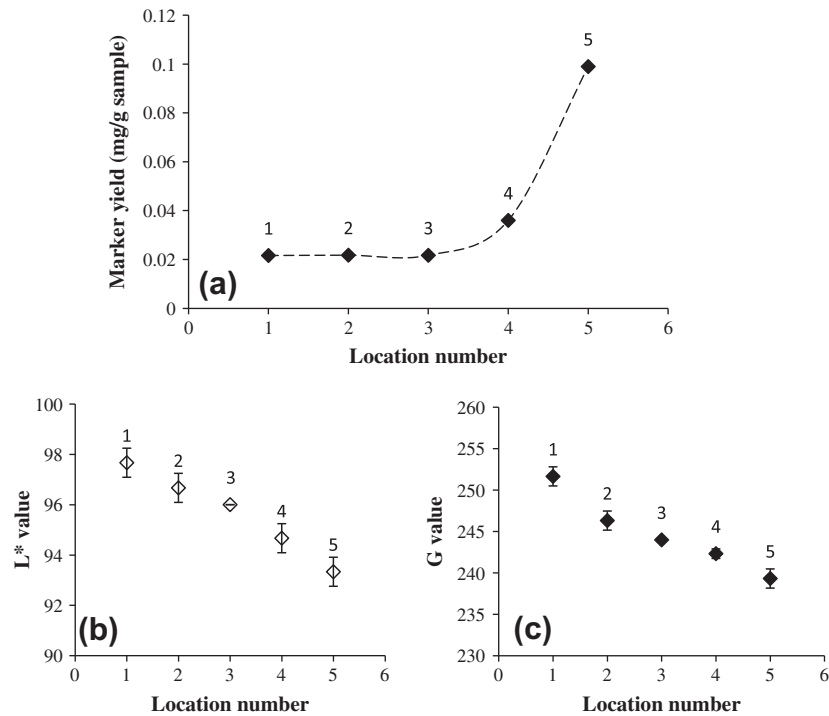 0.12
0.1
0.08
0.06
0.04
0.02
0
Marker yield (mg/g sample)
1
2
3
4
5
(a)
0 1 2 3 4 5 6
Location number
100
98
96
94
92
90
L* value
1
2
3
4
5
(b)
0 1 2 3 4 5 6
Location number
260
255
250
245
240
235
230
G value
1
2
3
4
5
(c)
0 1 2 3 4 5 6
Location number